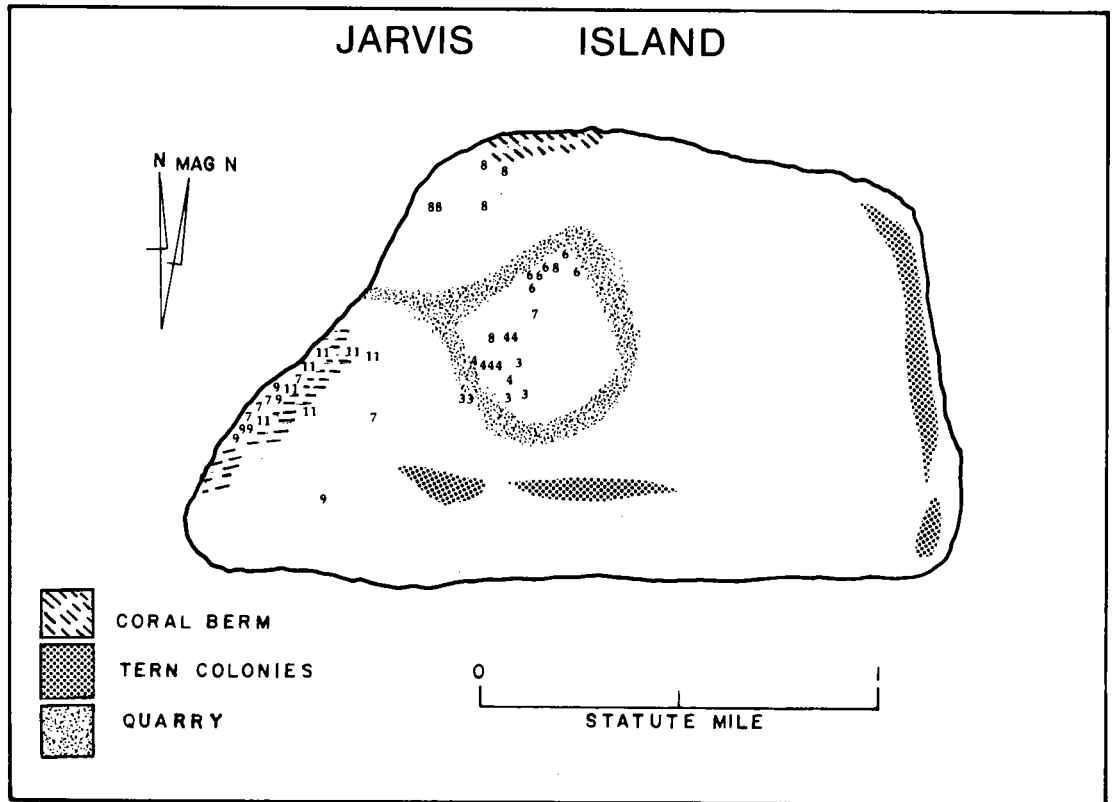 JARVIS ISLAND
N MAG N
8
8
88 8
6
6 8
6 6 6
6
7
8 44
11 11 11
4 444 3
11
7 4
9 11
33 3 3
7 9
7
7 11 11 7
99
9
9
CORAL BERM
TERN COLONIES
QUARRY
0 1
STATUTE MILE